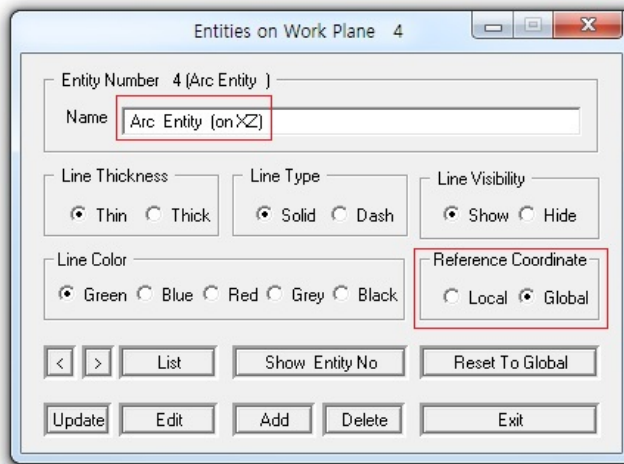 Entities on Work Plane 4
Entity Number 4 (Arc Entity )
Name Arc Entity (on XZ)
Line Thickness Line Type Line Visibility
Thin Thick Solid Dash Show Hide
Line Color Reference Coordinate
Green Blue Red Grey Black Local Global
< > List Show Entity No Reset To Global
Update Edit Add Delete Exit